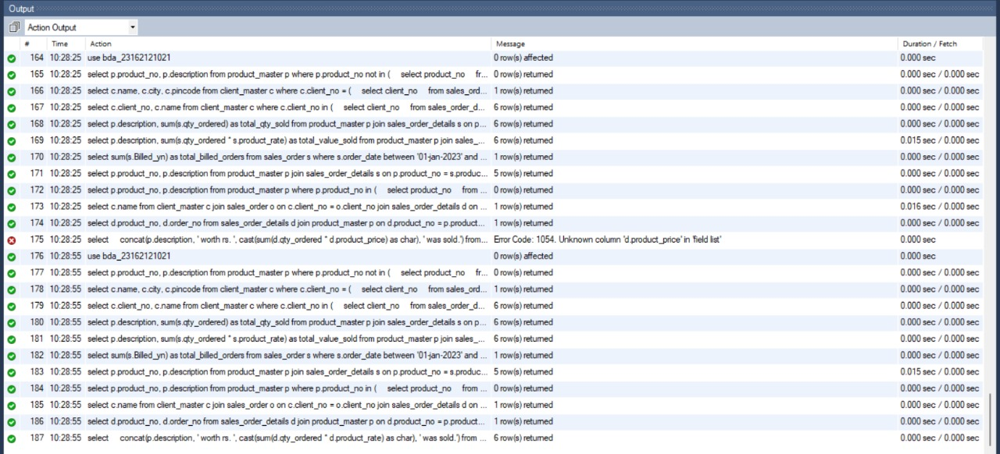 Output
Action Output
# Time Action Message Duration / Fetch
164 10:28:25 use bda_23162121021 0 row(s) affected 0.000 sec
165 10:28:25 select p.product_no, p.description from product_master p where p.product_no not in ( select product_no fr... 0 row(s) returned 0.000 sec / 0.000 sec
166 10:28:25 select c.name, c.city, c.pincode from client_master c where c.client_no = ( select client_no from sales_ord... 1 row(s) returned 0.000 sec / 0.000 sec
167 10:28:25 select c.client_no, c.name from client_master c where c.client_no in ( select client_no from sales_order_d... 6 row(s) returned 0.000 sec / 0.000 sec
168 10:28:25 select p.description, sum(s.qty_ordered) as total_qty_sold from product_master p join sales_order_details s on p... 6 row(s) returned 0.000 sec / 0.000 sec
169 10:28:25 select p.description, sum(s.qty_ordered * s.product_rate) as total_value_sold from product_master p join sales_... 6 row(s) returned 0.015 sec / 0.000 sec
170 10:28:25 select sum(s.Billed_yn) as total_billed_orders from sales_order s where s.order_date between '01-jan-2023' and ... 1 row(s) returned 0.000 sec / 0.000 sec
171 10:28:25 select p.product_no, p.description from product_master p join sales_order_details s on p.product_no = s.produc... 5 row(s) returned 0.000 sec / 0.000 sec
172 10:28:25 select p.product_no, p.description from product_master p where p.product_no in ( select product_no from ... 0 row(s) returned 0.000 sec / 0.000 sec
173 10:28:25 select c.name from client_master c join sales_order o on c.client_no = o.client_no join sales_order_details d on ... 1 row(s) returned 0.016 sec / 0.000 sec
174 10:28:25 select d.product_no, d.order_no from sales_order_details d join product_master p on d.product_no = p.product... 1 row(s) returned 0.000 sec / 0.000 sec
175 10:28:25 select concat(p.description, ' worth rs. ', cast(sum(d.qty_ordered * d.product_price) as char), ' was sold.') from... Error Code: 1054. Unknown column 'd.product_price' in 'field list' 0.000 sec
176 10:28:55 use bda_23162121021 0 row(s) affected 0.000 sec
177 10:28:55 select p.product_no, p.description from product_master p where p.product_no not in ( select product_no fr... 0 row(s) returned 0.000 sec / 0.000 sec
178 10:28:55 select c.name, c.city, c.pincode from client_master c where c.client_no = ( select client_no from sales_ord... 1 row(s) returned 0.000 sec / 0.000 sec
179 10:28:55 select c.client_no, c.name from client_master c where c.client_no in ( select client_no from sales_order_d... 6 row(s) returned 0.000 sec / 0.000 sec
180 10:28:55 select p.description, sum(s.qty_ordered) as total_qty_sold from product_master p join sales_order_details s on p... 6 row(s) returned 0.000 sec / 0.000 sec
181 10:28:55 select p.description, sum(s.qty_ordered * s.product_rate) as total_value_sold from product_master p join sales_... 6 row(s) returned 0.000 sec / 0.000 sec
182 10:28:55 select sum(s.Billed_yn) as total_billed_orders from sales_order s where s.order_date between '01-jan-2023' and ... 1 row(s) returned 0.000 sec / 0.000 sec
183 10:28:55 select p.product_no, p.description from product_master p join sales_order_details s on p.product_no = s.produc... 5 row(s) returned 0.015 sec / 0.000 sec
184 10:28:55 select p.product_no, p.description from product_master p where p.product_no in ( select product_no from ... 0 row(s) returned 0.000 sec / 0.000 sec
185 10:28:55 select c.name from client_master c join sales_order o on c.client_no = o.client_no join sales_order_details d on ... 1 row(s) returned 0.000 sec / 0.000 sec
186 10:28:55 select d.product_no, d.order_no from sales_order_details d join product_master p on d.product_no = p.product... 1 row(s) returned 0.000 sec / 0.000 sec
187 10:28:55 select concat(p.description, ' worth rs. ', cast(sum(d.qty_ordered * d.product_rate) as char), ' was sold.') from ... 6 row(s) returned 0.000 sec / 0.000 sec